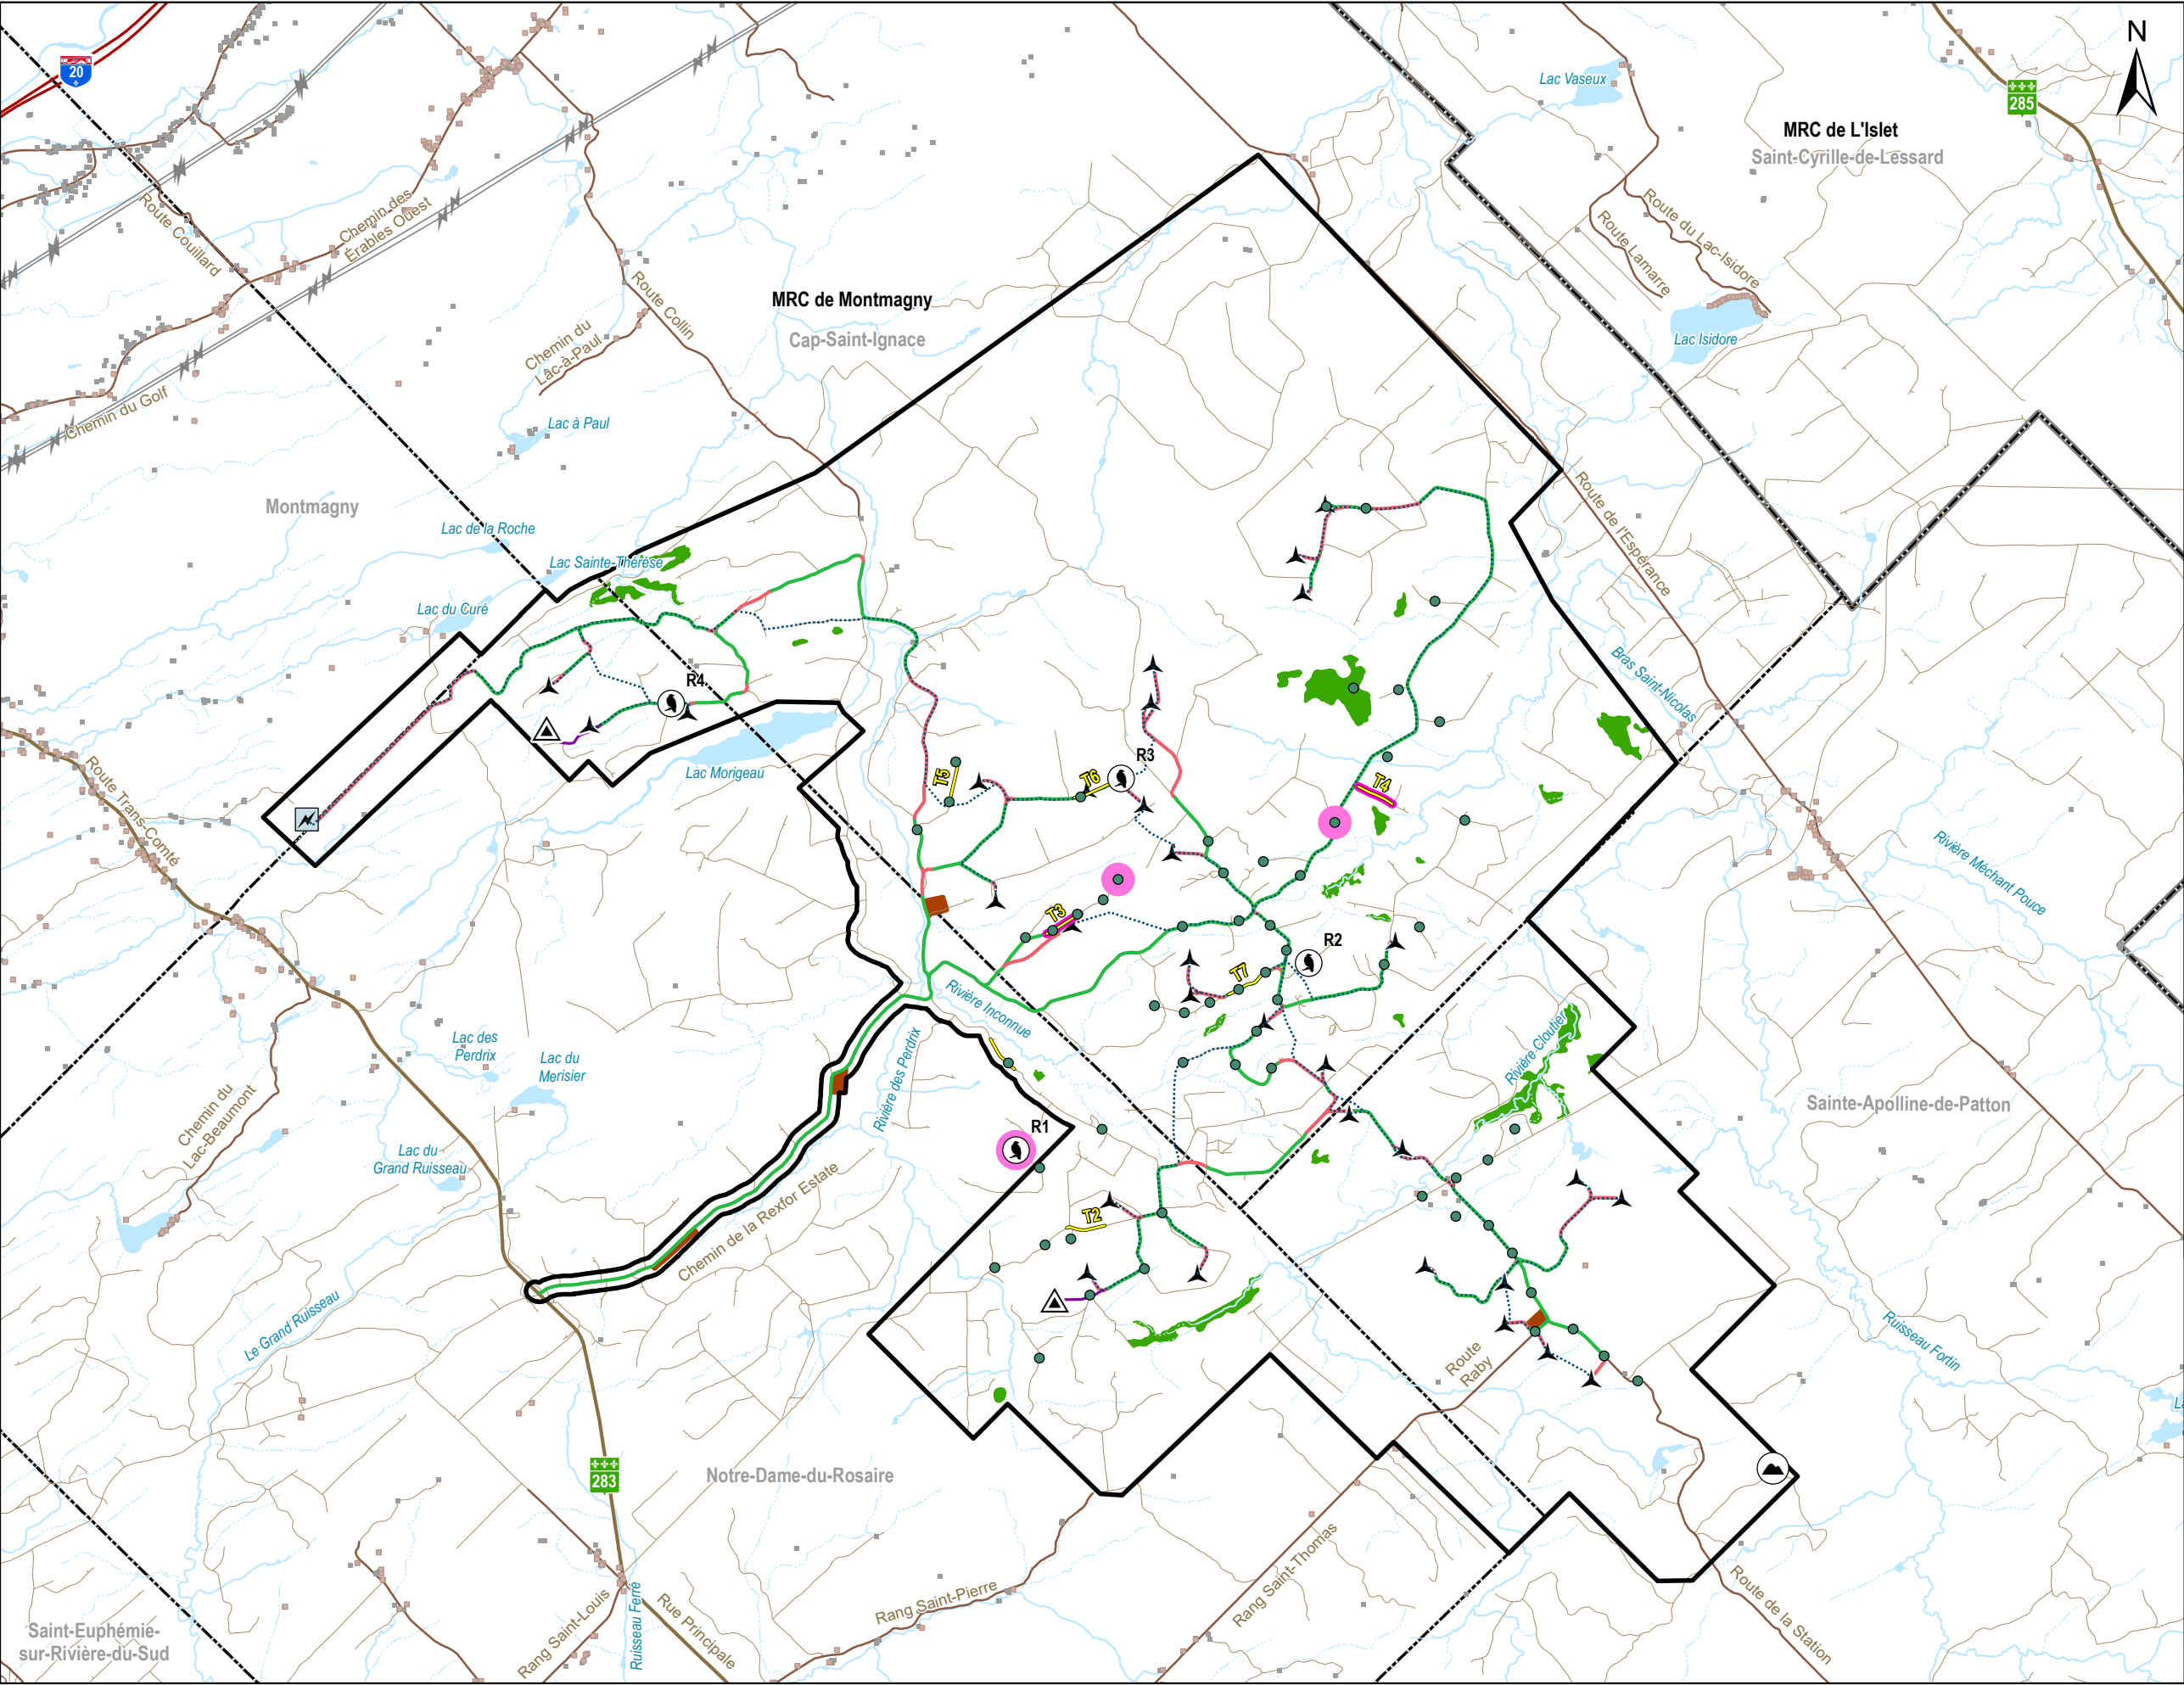 N
20
285
Lac Vaseux
MRC de L'Islet
Saint-Cyrille-de-Lessard
Route Couillard
Chemin des
Érables Ouest
Route du Lac-Isidore
Route Lamarre
Route Collin
MRC de Montmagny
Cap-Saint-Ignace
Chemin du
Lac-à-Paul
Lac Isidore
Chemin du Golf
Lac à Paul
Montmagny
Lac de la Roche
Lac Sainte-Thérèse
Lac du Curé
Route de l'Espérance
Bras Saint-Nicolas
R4
Lac Morigeau
R3
T5
T6
T4
Route Trans-Comté
Rivière Méchant Pouce
T3
R2
T7
Rivière Inconnue
Rivière des Perdrix
Lac des
Perdrix
Lac du
Merisier
Rivière Cloutier
Chemin du
Lac-Beaumont
Lac du
Grand Ruisseau
Sainte-Apolline-de-Patton
R1
Chemin de la Rexfor Estate
T2
Le Grand Ruisseau
Ruisseau Fortin
Route
Raby
283
Notre-Dame-du-Rosaire
Rang Saint-Thomas
Rang Saint-Pierre
Route de la Station
Saint-Euphémie-
sur-Rivière-du-Sud
Rang Saint-Louis
Ruisseau Ferré
Rue Principale